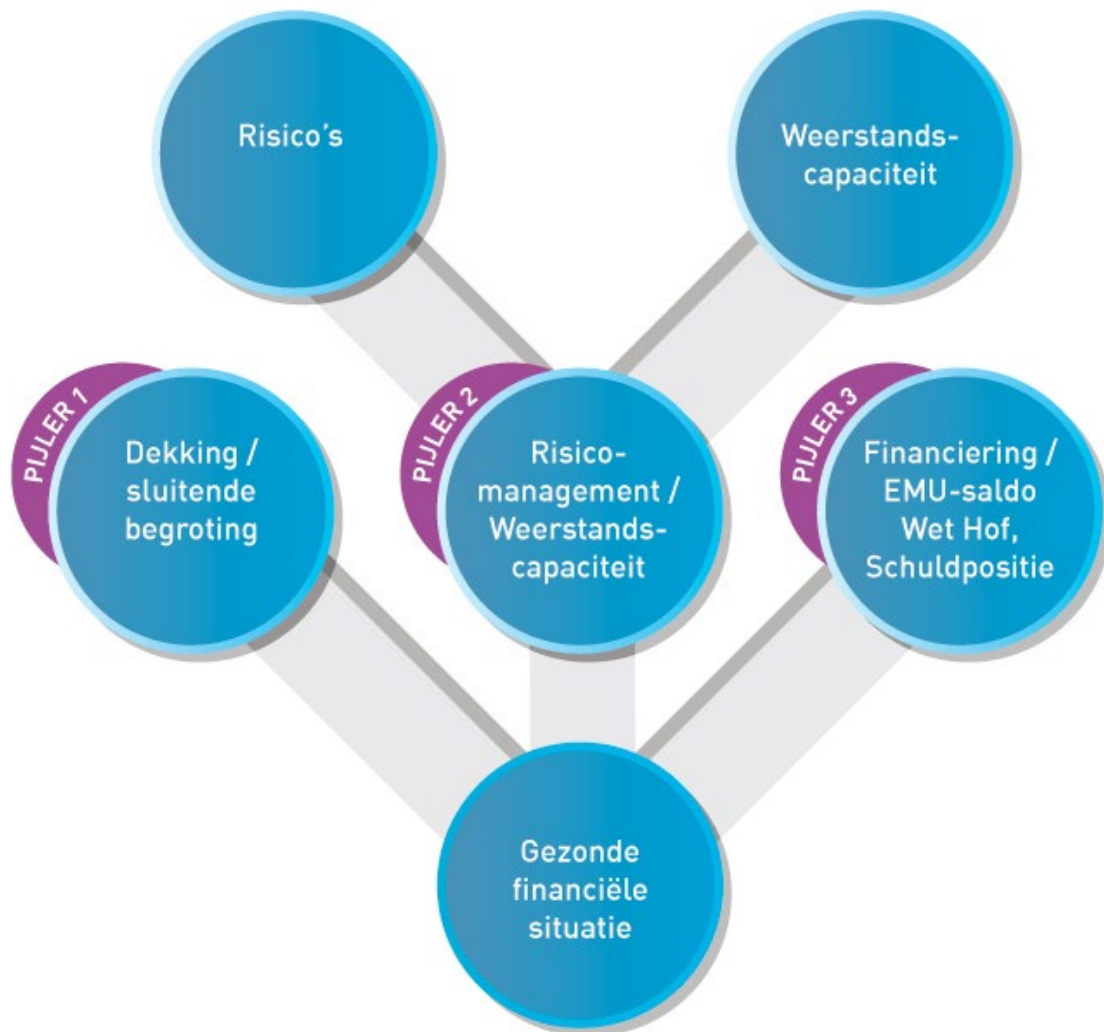 Risico's
Weerstands-
capaciteit
PIJLER 1
Dekking /
sluitende
begroting
PIJLER 2
Risico-
management /
Weerstands-
capaciteit
PIJLER 3
Financiering /
EMU-saldo
Wet Hof,
Schuldpositie
Gezonde
financiële
situatie